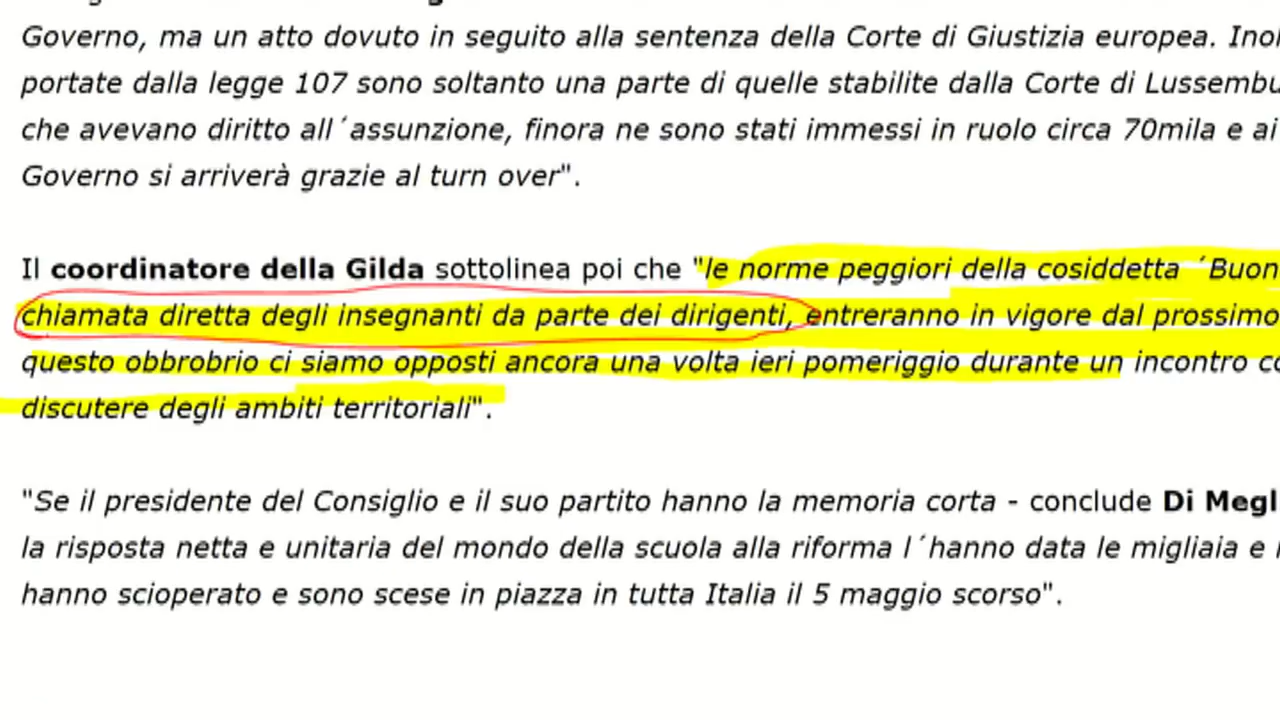 Governo, ma un atto dovuto in seguito alla sentenza della Corte di Giustizia europea.
portate dalla legge 107 sono soltanto una parte di quelle stabilite dalla Corte di
che avevano diritto all´assunzione, finora ne sono stati immessi in ruolo circa 70mila e ai
Governo si arriverà grazie al turn over".
Il coordinatore della Gilda sottolinea poi che "le norme peggiori della cosiddetta ´Buon
chiamata diretta degli insegnanti da parte dei dirigenti, entreranno in vigore dal prossimo
questo obbrobrio ci siamo opposti ancora una volta ieri pomeriggio durante un incontro
discutere degli ambiti territoriali".
"Se il presidente del Consiglio e il suo partito hanno la memoria corta - conclude Di
la risposta netta e unitaria del mondo della scuola alla riforma l´hanno data le migliaia e
hanno scioperato e sono scese in piazza in tutta Italia il 5 maggio scorso".